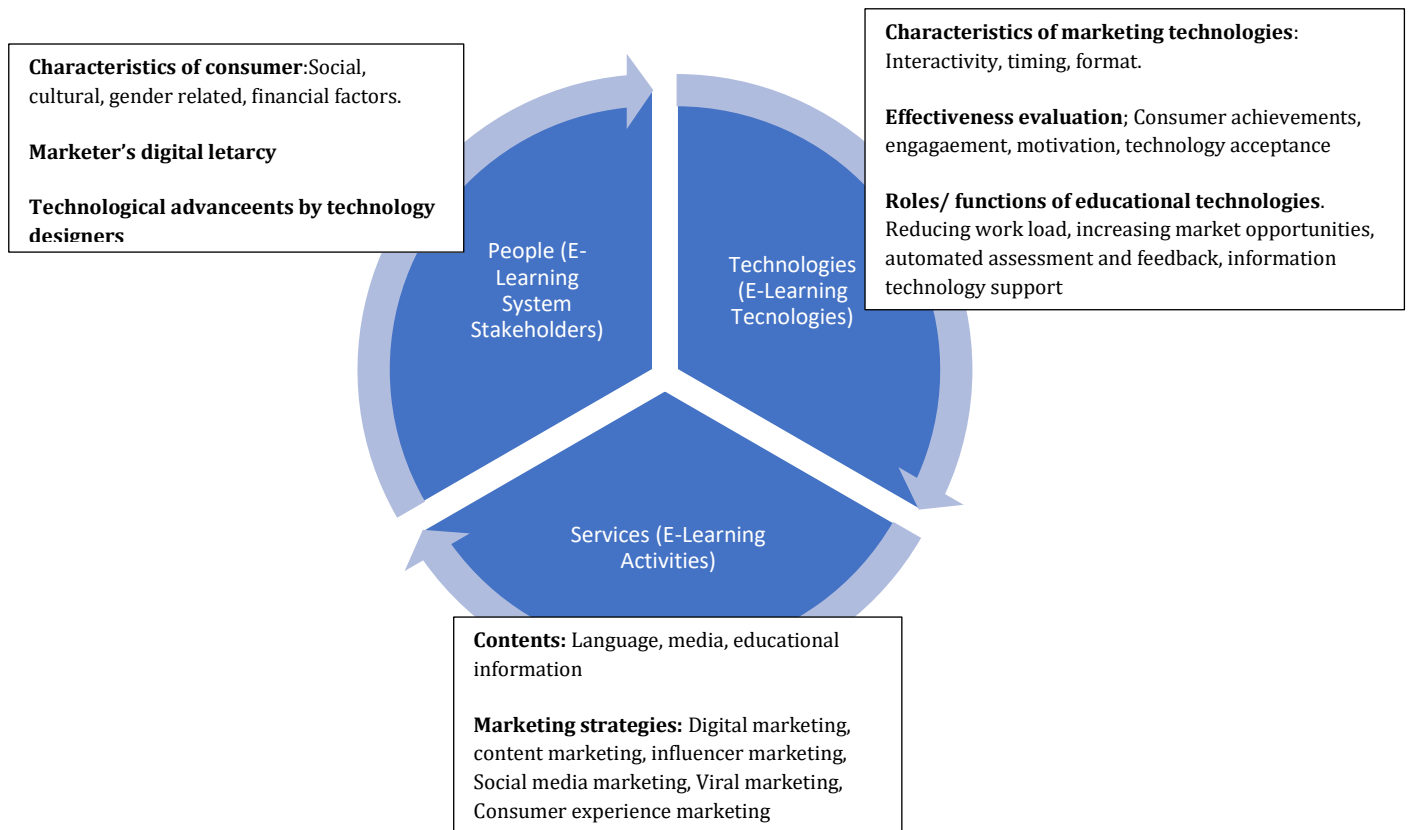 Characteristics of consumer:Social,
cultural, gender related, financial factors.
Marketer's digital letarcy
Technological advanceents by technology
designers
Characteristics of marketing technologies:
Interactivity, timing, format.
Effectiveness evaluation; Consumer achievements,
engagaement, motivation, technology acceptance
Roles/ functions of educational technologies.
Reducing work load, increasing market opportunities,
automated assessment and feedback, information
technology support
People (E-
Learning
System
Stakeholders)
Technologies
(E-Learning
Tecnologies)
Services (E-Learning
Activities)
Contents: Language, media, educational
information
Marketing strategies: Digital marketing,
content marketing, influencer marketing,
Social media marketing, Viral marketing,
Consumer experience marketing